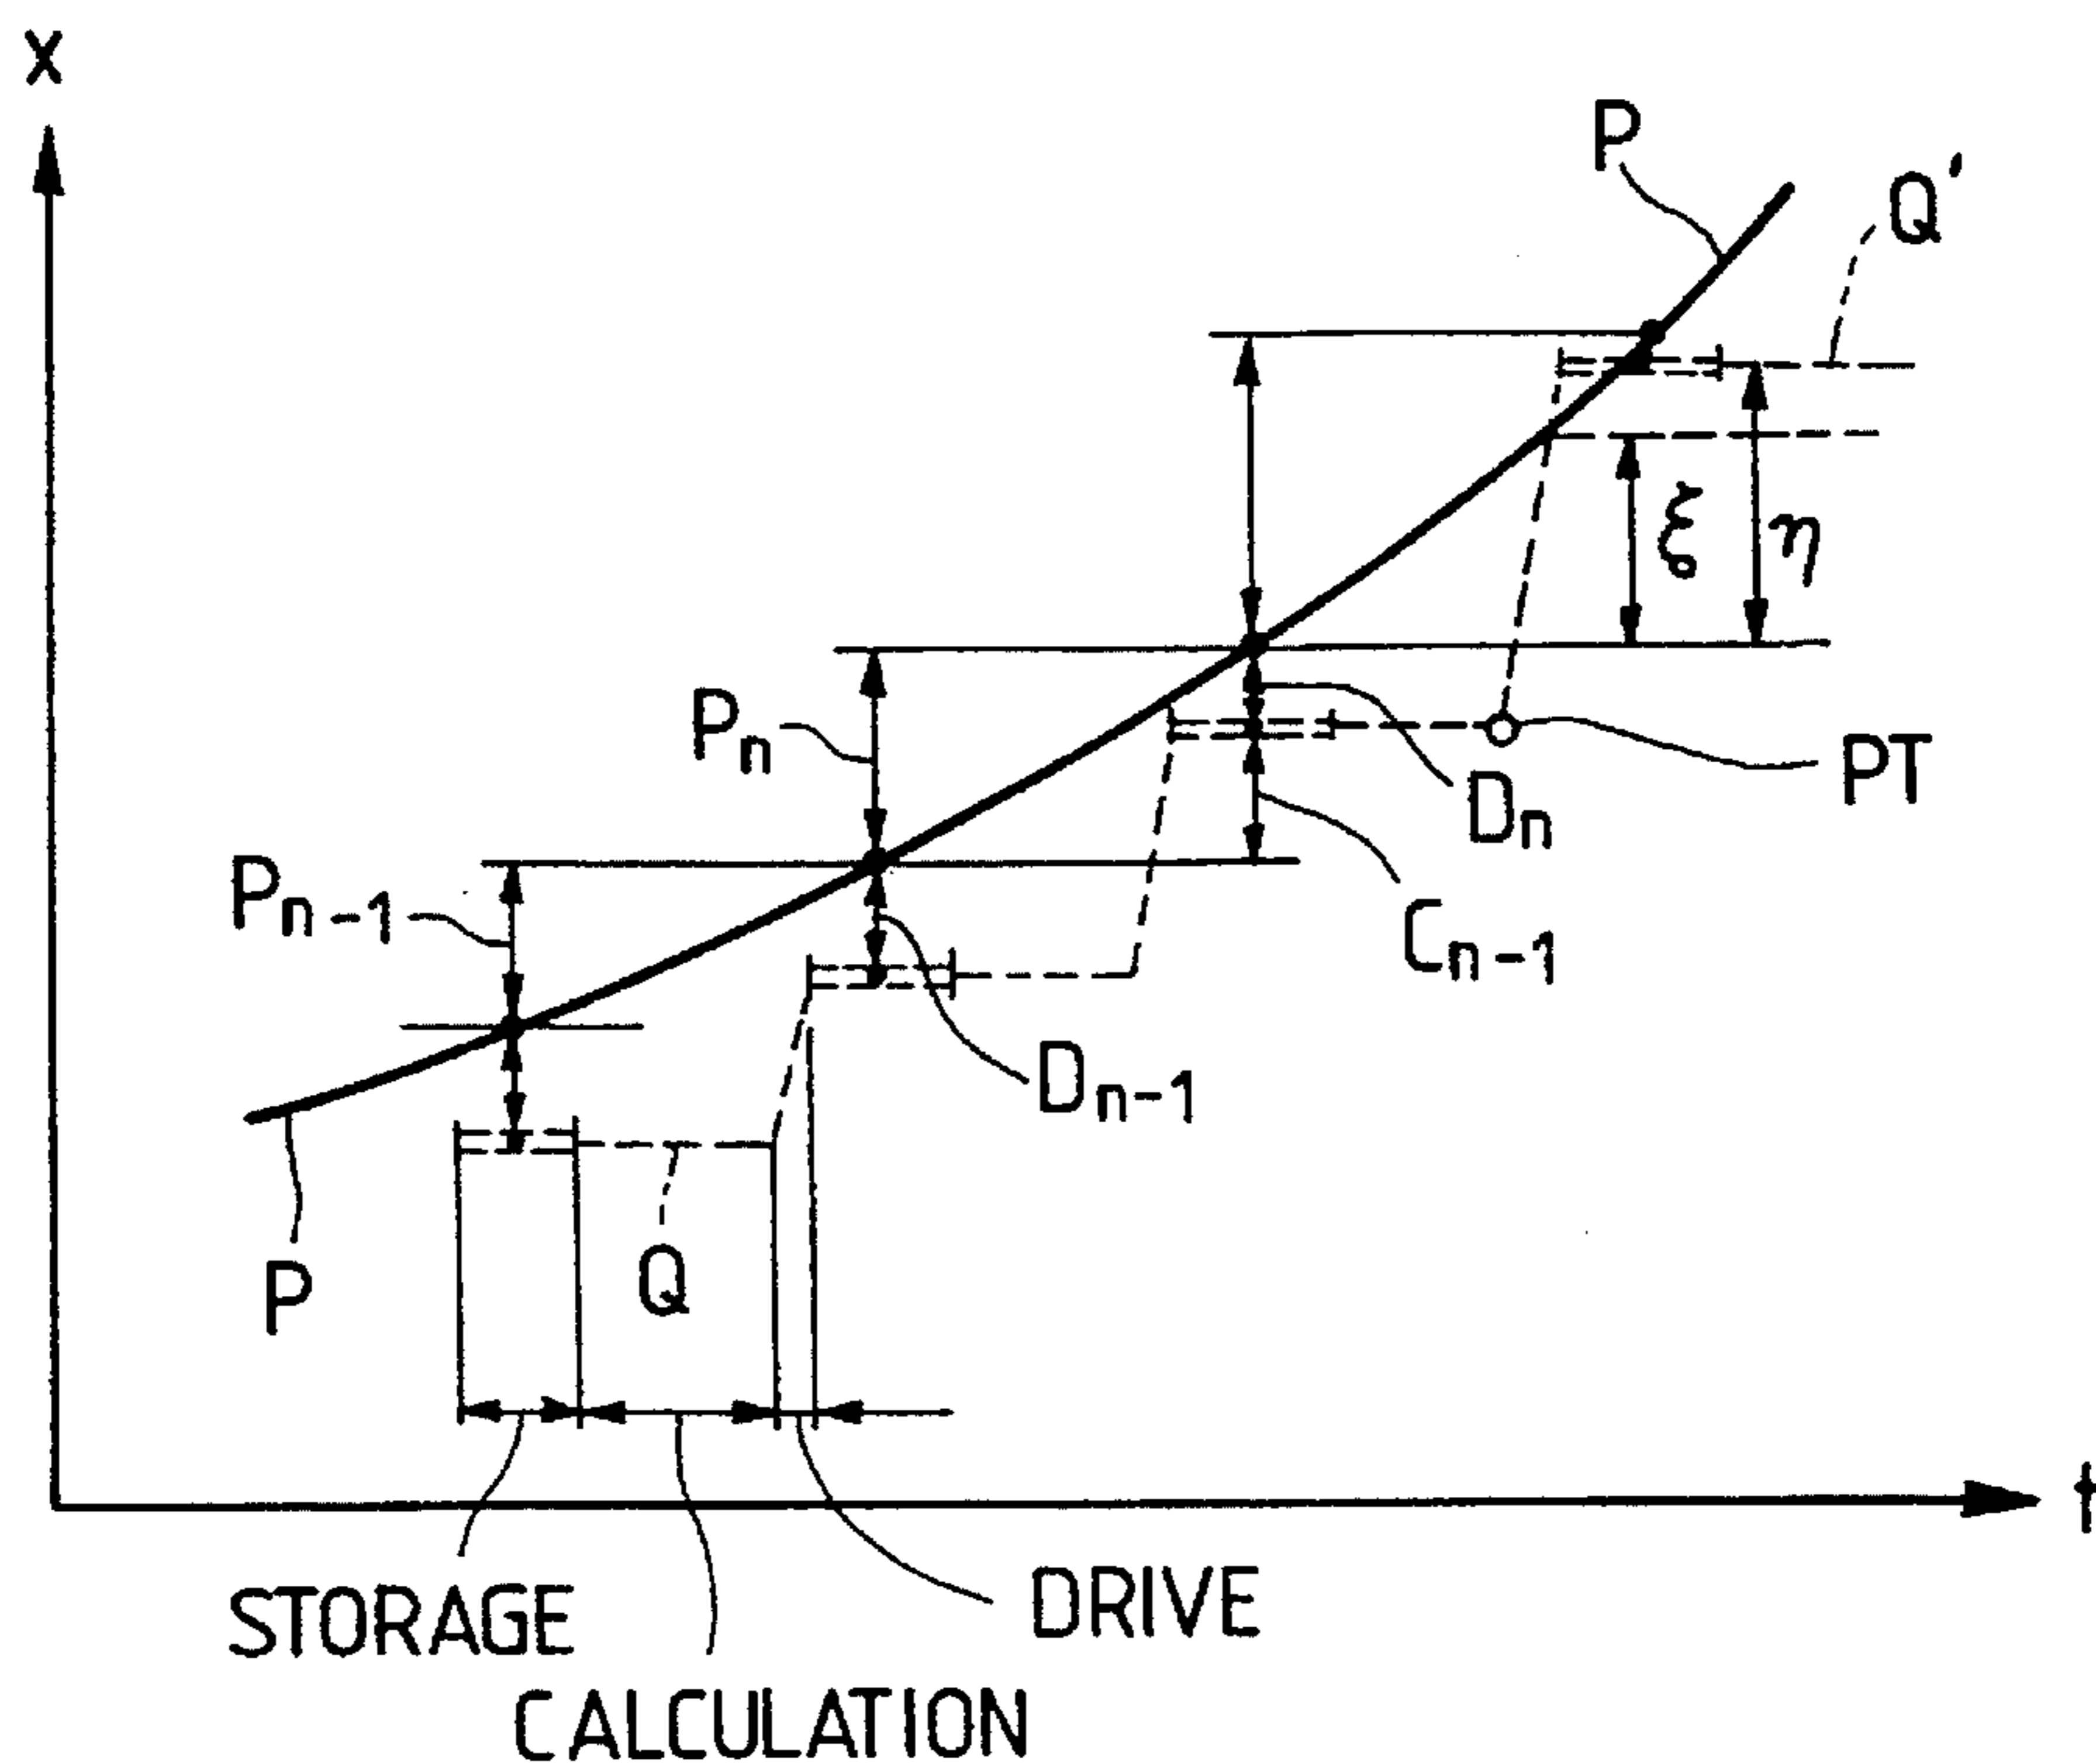 X
P
Q'
ξ
η
Pn
PT
Dn
Pn-1
Cn-1
Dn-1
P
Q
t
STORAGE
DRIVE
CALCULATION